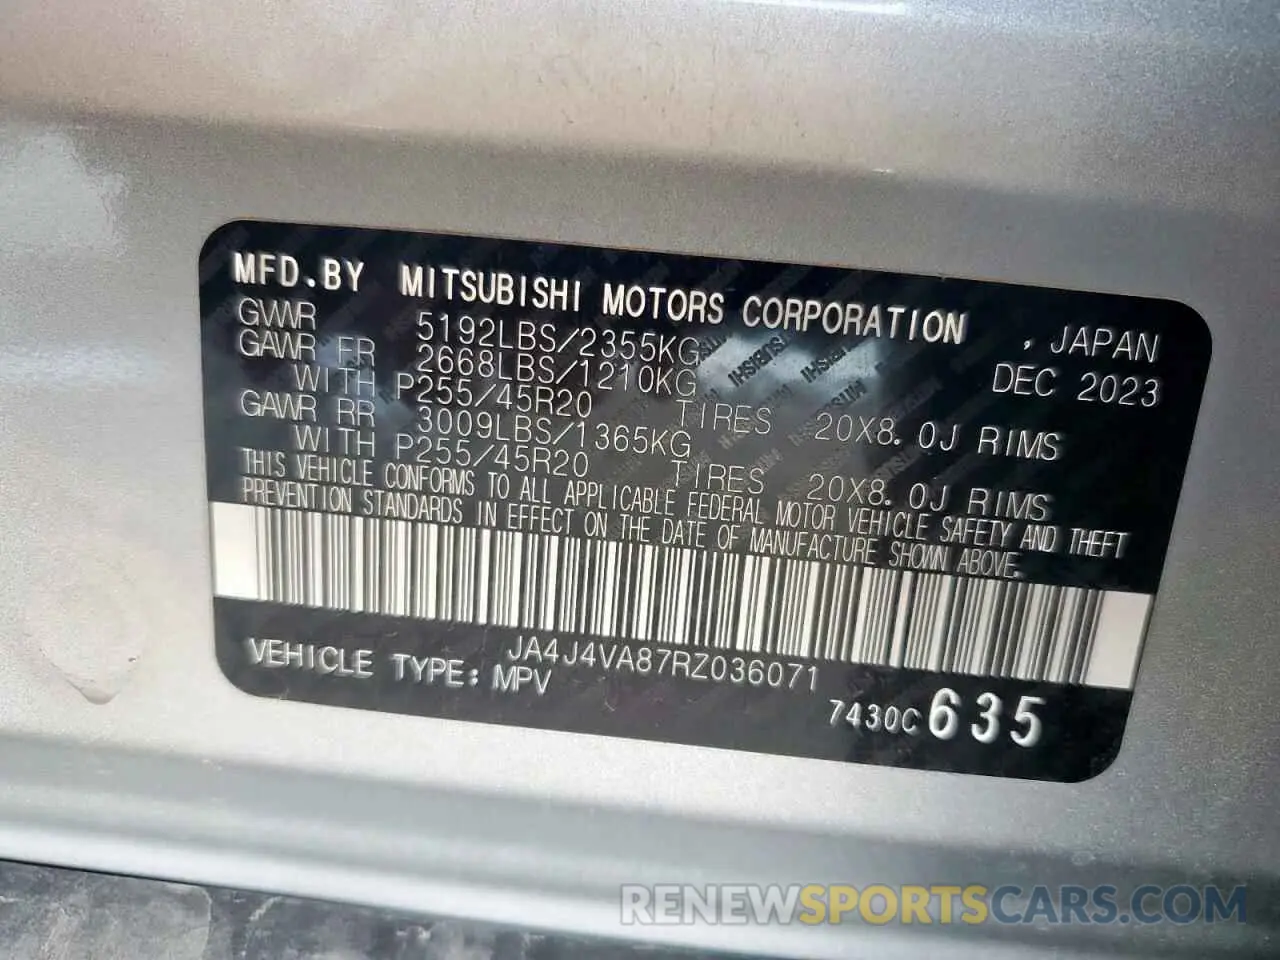 MFD.BY MITSUBISHI MOTORS CORPORATION , JAPAN
GVWR 5192LBS/2355KG DEC 2023
GAWR FR 2668LBS/1210KG
WITH P255/45R20 TIRES 20X8.0J RIMS
GAWR RR 3009LBS/1365KG
WITH P255/45R20 TIRES 20X8.0J RIMS
THIS VEHICLE CONFORMS TO ALL APPLICABLE FEDERAL MOTOR VEHICLE SAFETY AND THEFT
PREVENTION STANDARDS IN EFFECT ON THE DATE OF MANUFACTURE SHOWN ABOVE.
JA4J4VA87RZ036071
VEHICLE TYPE: MPV
7430C 635
RENEWSPORTSCARS.COM